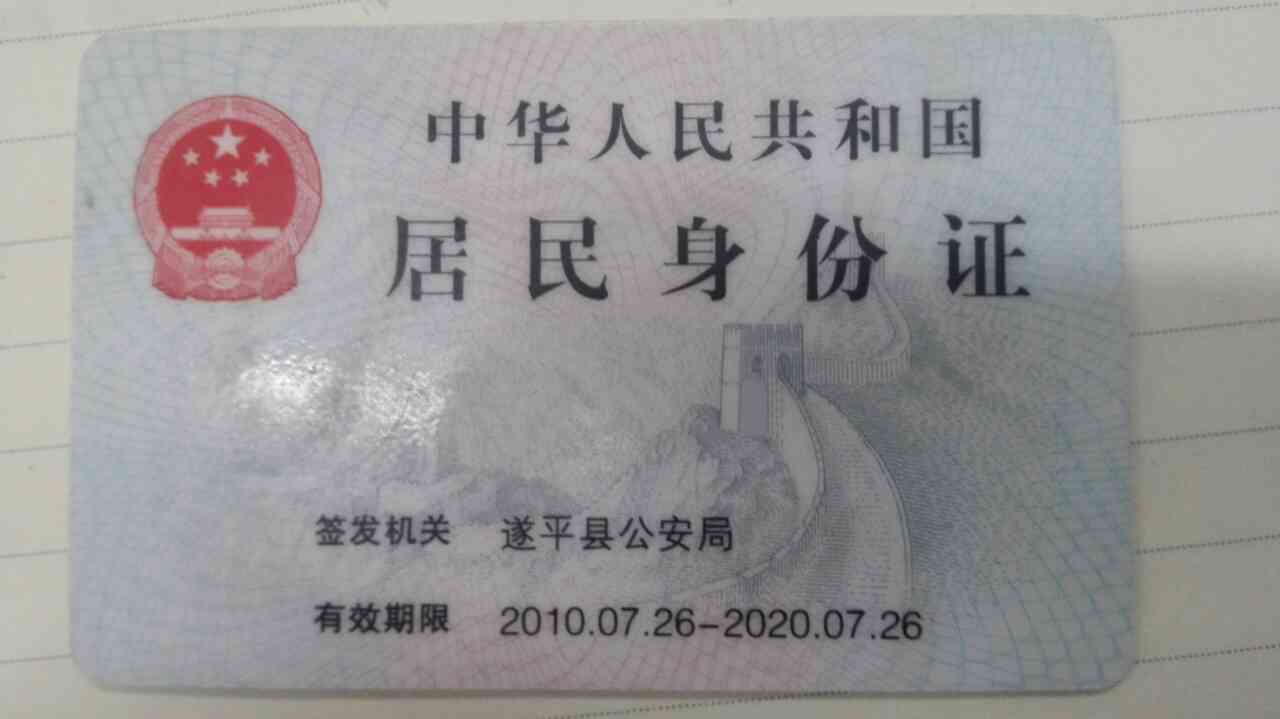 中华人民共和国
居民身份证
签发机关 遂平县公安局
有效期限 2010.07.26-2020.07.26